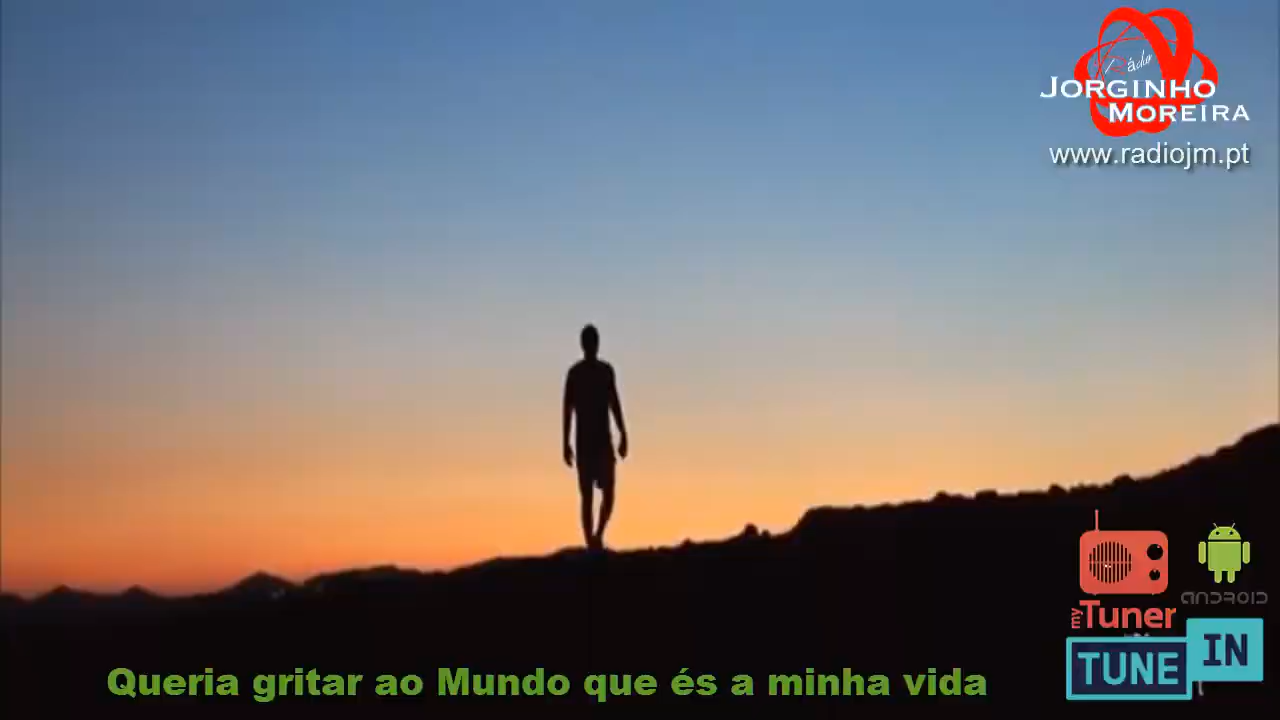 Rádio
JORGINHO
MOREIRA
www.radiojm.pt
myTuner
ANDROID
TUNE IN
Queria gritar ao Mundo que és a minha vida